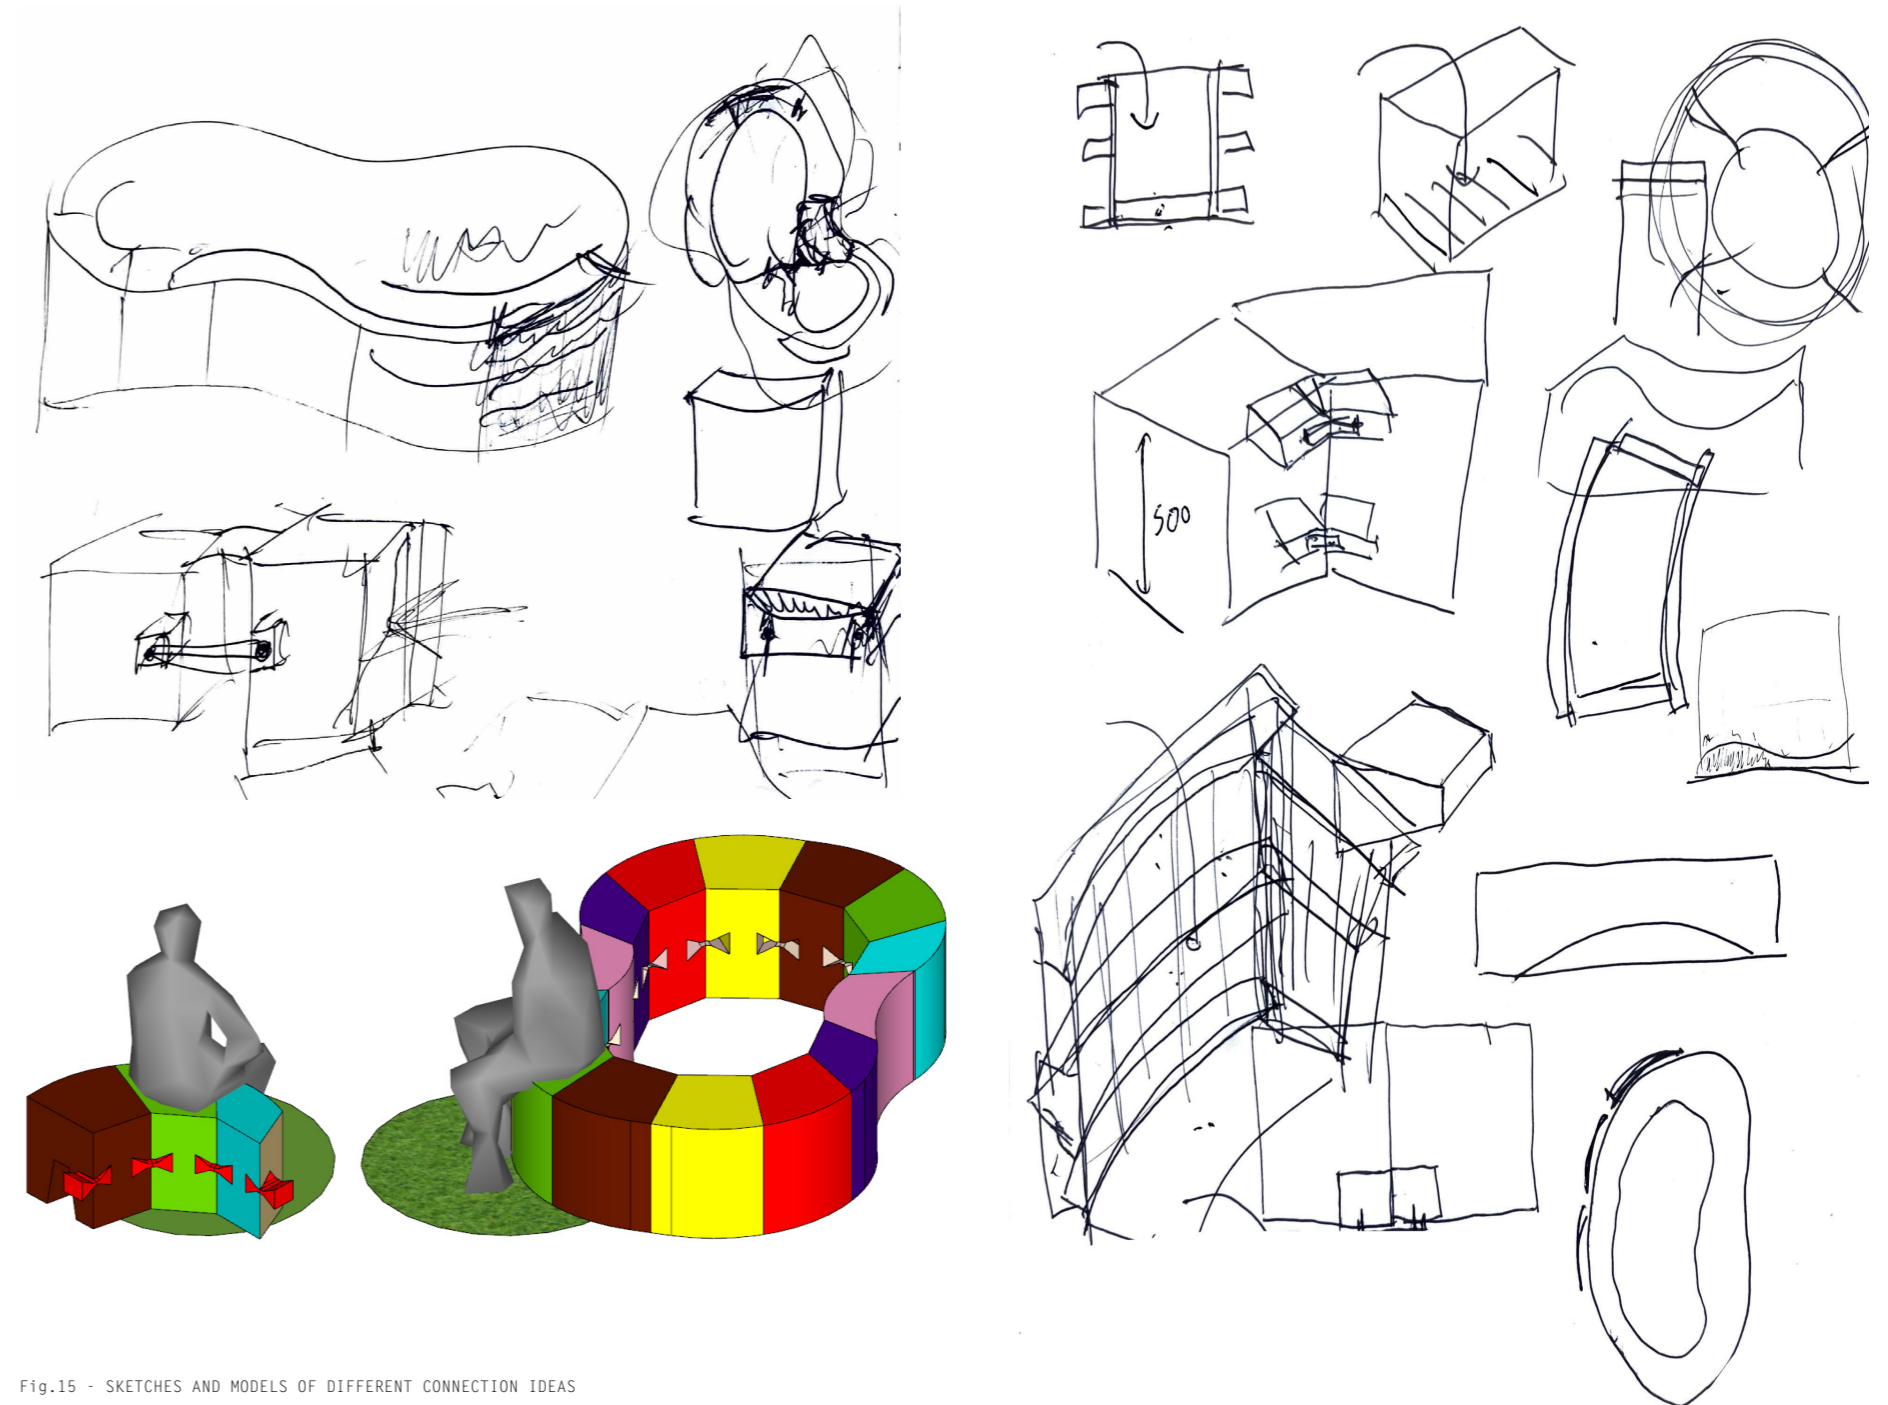 500
Fig.15 - SKETCHES AND MODELS OF DIFFERENT CONNECTION IDEAS